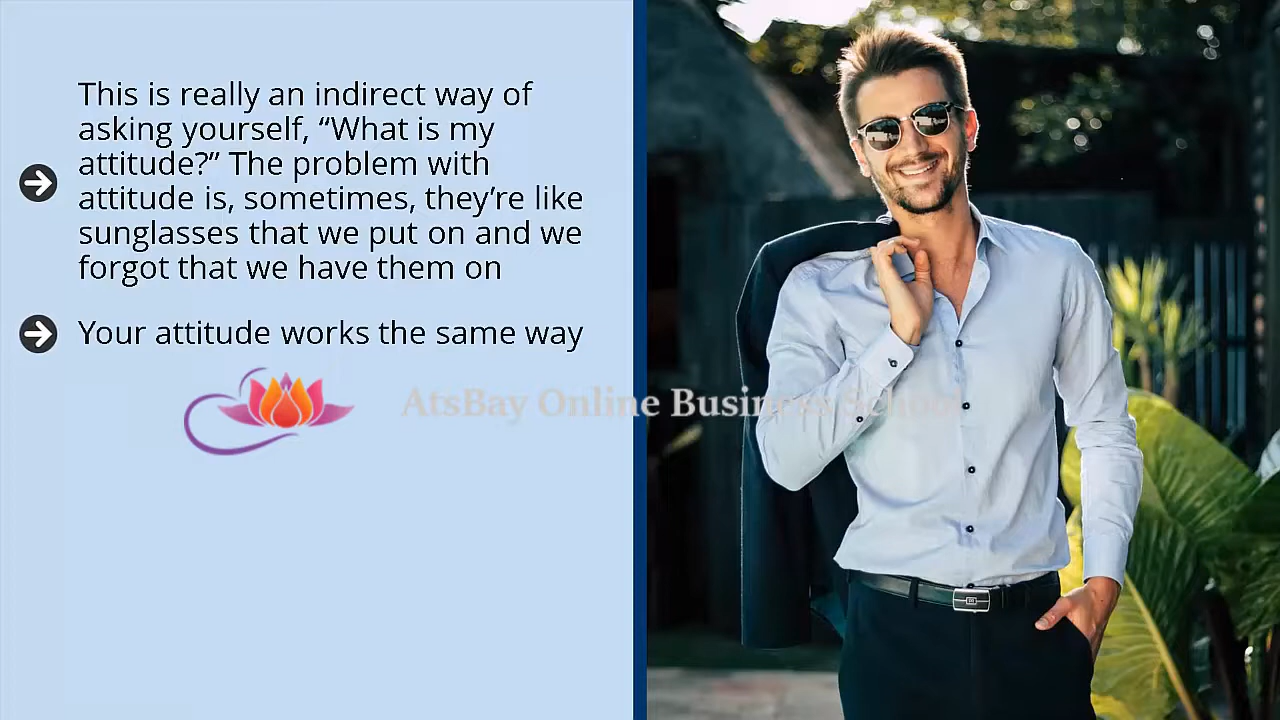 This is really an indirect way of
asking yourself, “What is my
attitude?” The problem with
attitude is, sometimes, they’re like
sunglasses that we put on and we
forgot that we have them on
Your attitude works the same way
AtsBay Online Business School